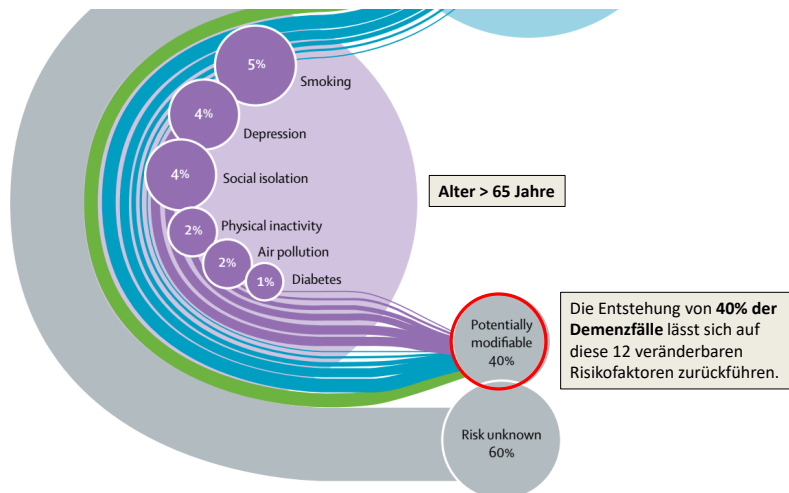 5%
Smoking
4%
Depression
4%
Social isolation
Alter > 65 Jahre
2%
Physical inactivity
2%
Air pollution
1%
Diabetes
Potentially
modifiable
40%
Die Entstehung von 40% der
Demenzfälle lässt sich auf
diese 12 veränderbaren
Risikofaktoren zurückführen.
Risk unknown
60%